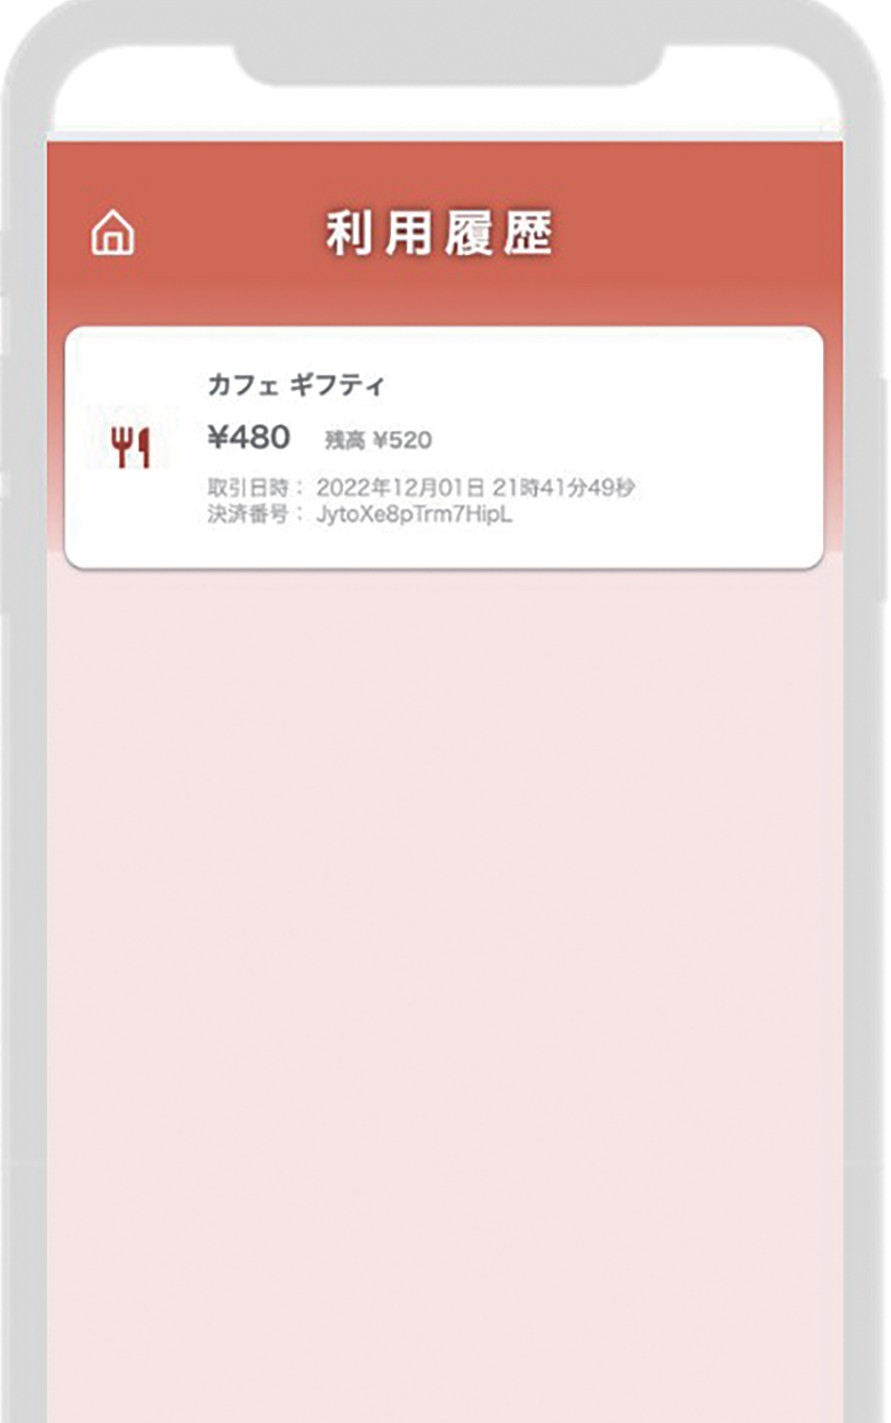 利用履歴
カフェ ギフティ
¥480 残高 ¥520
取引日時： 2022年12月01日 21時41分49秒
決済番号： JytoXe8pTrm7HipL